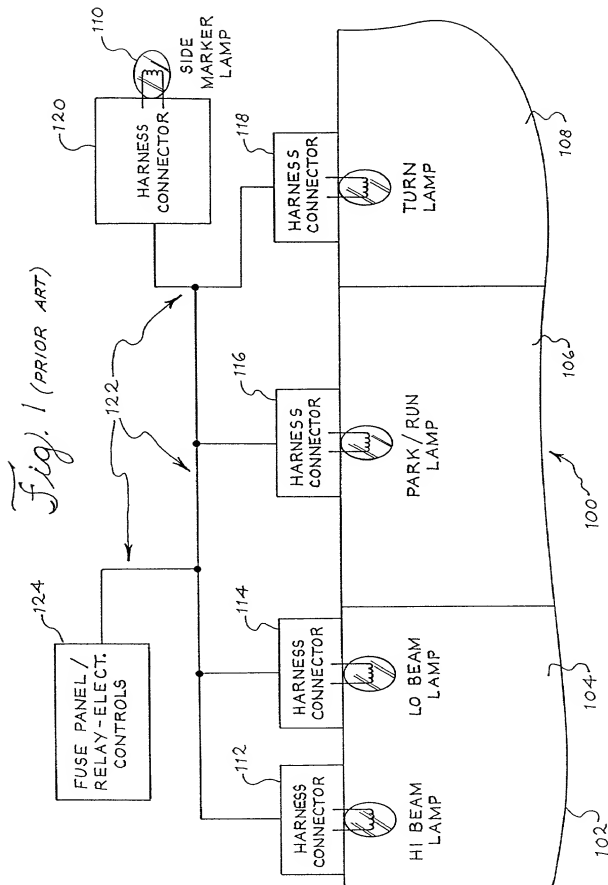 Fig. 1 (PRIOR ART)
124
FUSE PANEL /
RELAY-ELECT.
CONTROLS
122
120
HARNESS
CONNECTOR
110
SIDE
MARKER
LAMP
112
HARNESS
CONNECTOR
114
HARNESS
CONNECTOR
116
HARNESS
CONNECTOR
118
HARNESS
CONNECTOR
HI BEAM
LAMP
LO BEAM
LAMP
PARK / RUN
LAMP
TURN
LAMP
102
104
100
106
108